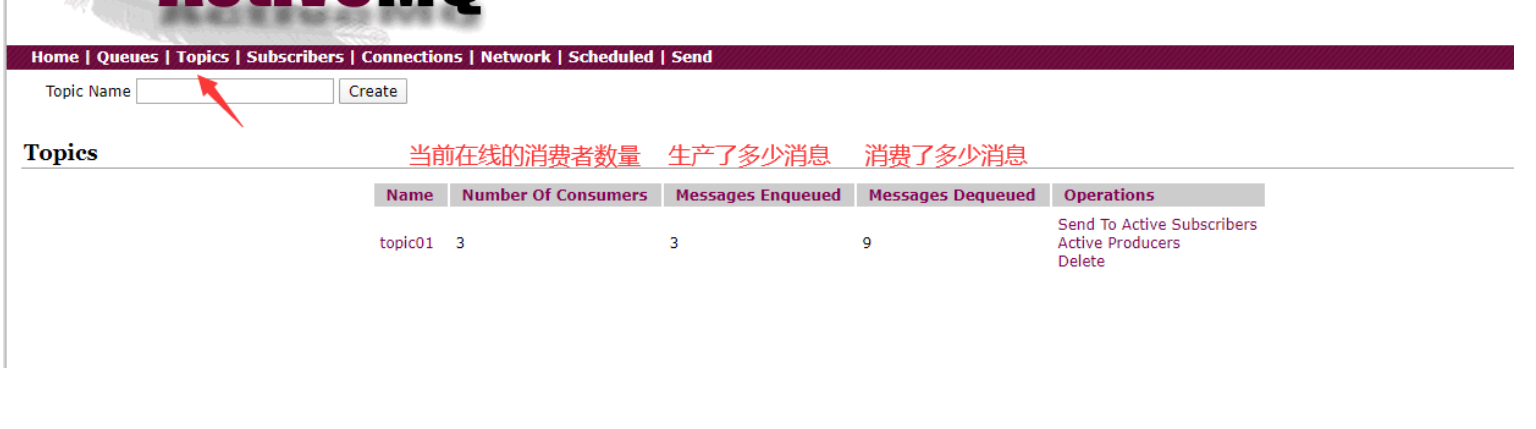 ActiveMQ
Home | Queues | Topics | Subscribers | Connections | Network | Scheduled | Send
Topic Name Create
Topics
当前在线的消费者数量 生产了多少消息 消费了多少消息
Name Number Of Consumers Messages Enqueued Messages Dequeued Operations
topic01 3 3 9 Send To Active Subscribers
Active Producers
Delete